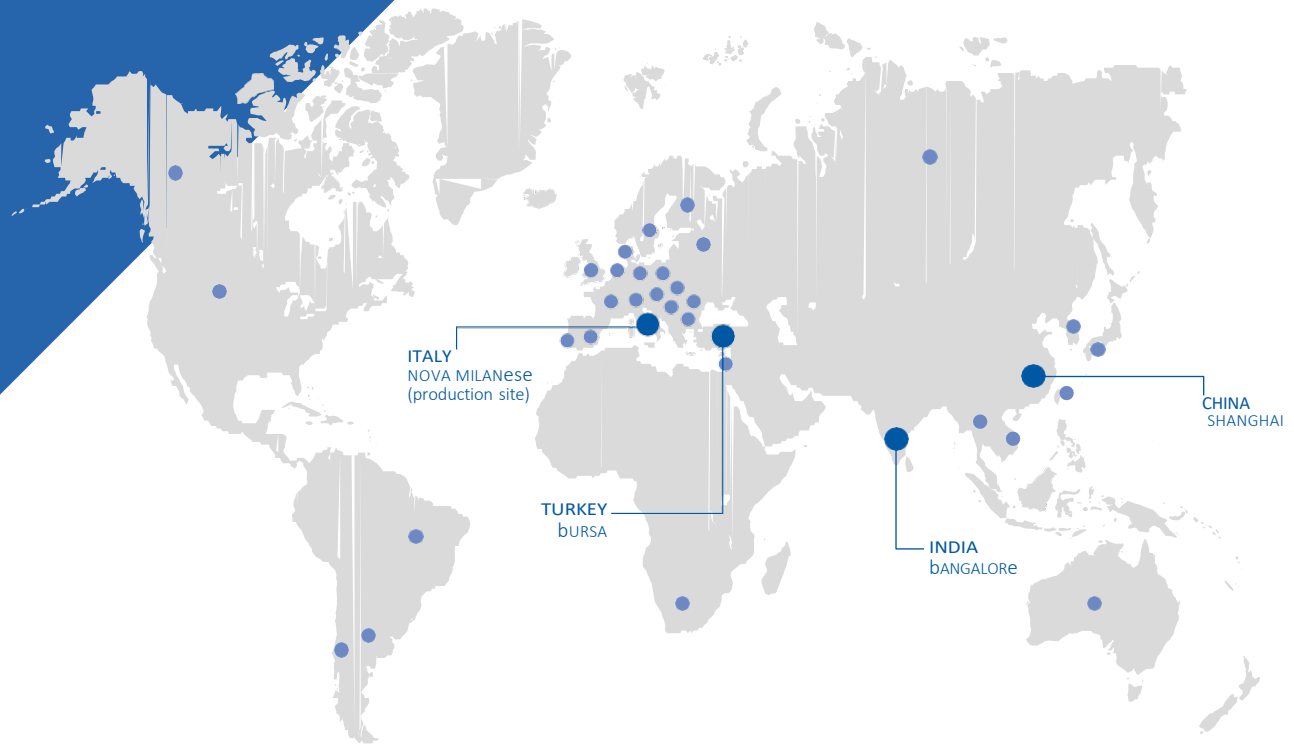 ITALY
NOVA MILANese
(production site)
CHINA
SHANGHAI
TURKEY
bURSA
INDIA
bANGALORe